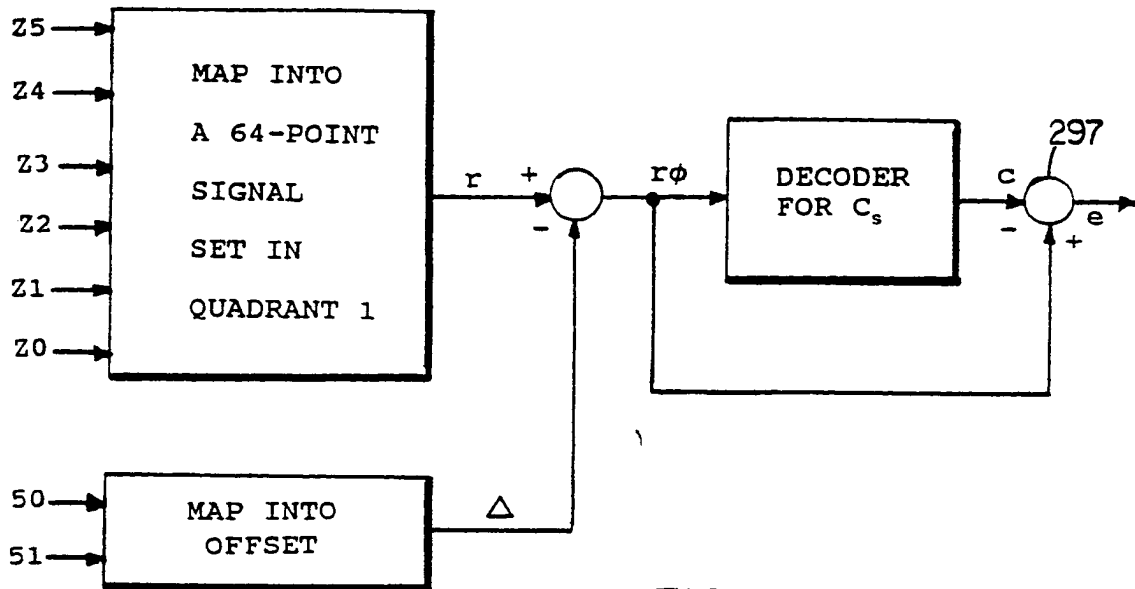 Z5
Z4
Z3
Z2
Z1
Z0
MAP INTO
A 64-POINT
SIGNAL
SET IN
QUADRANT 1
r
+
-
rϕ
DECODER
FOR Cs
297
c
-
+
e
50
51
MAP INTO
OFFSET
△